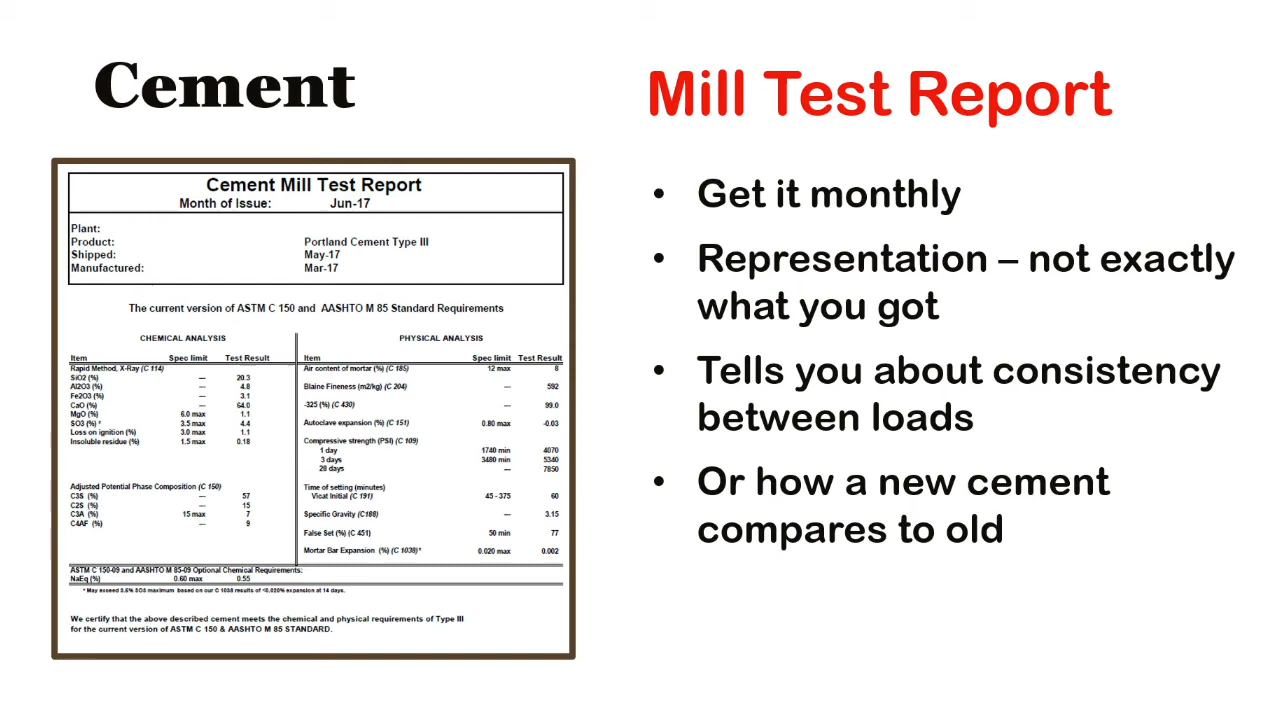 Cement
Mill Test Report
Cement Mill Test Report
Month of Issue: Jun-17
Plant:
Product: Portland Cement Type III
Shipped: May-17
Manufactured: Mar-17
The current version of ASTM C 150 and AASHTO M 85 Standard Requirements
CHEMICAL ANALYSIS
Item Spec limit Test Result
Rapid Method, X-Ray (C 114)
SiO2 (%) --- 20.3
Al2O3 (%) --- 4.8
Fe2O3 (%) --- 3.1
CaO (%) --- 64.0
MgO (%) 6.0 max 1.1
SO3 (%) * 3.5 max 4.4
Loss on ignition (%) 3.0 max 1.1
Insoluble residue (%) 1.5 max 0.18
Adjusted Potential Phase Composition (C 150)
C3S (%) --- 57
C2S (%) --- 15
C3A (%) 15 max 7
C4AF (%) --- 9
PHYSICAL ANALYSIS
Item Spec limit Test Result
Air content of mortar (%) (C 185) 12 max 8
Blaine Fineness (m2/kg) (C 204) --- 592
-325 (%) (C 430) --- 99.0
Autoclave expansion (%) (C 151) 0.80 max -0.03
Compressive strength (PSI) (C 109)
1 day 1740 min 4070
3 days 3480 min 5340
28 days --- 7850
Time of setting (minutes)
Vicat Initial (C 191) 45 - 375 60
Specific Gravity (C188) --- 3.15
False Set (%) (C 451) 50 min 77
Mortar Bar Expansion (%) (C 1038)* 0.020 max 0.002
ASTM C 150-09 and AASHTO M 85-09 Optional Chemical Requirements:
NaEq (%) 0.60 max 0.55
* May exceed 3.5% SO3 maximum based on our C 1038 results of <0.020% expansion at 14 days.
We certify that the above described cement meets the chemical and physical requirements of Type III
for the current version of ASTM C 150 & AASHTO M 85 STANDARD.
• Get it monthly
• Representation – not exactly
what you got
• Tells you about consistency
between loads
• Or how a new cement
compares to old